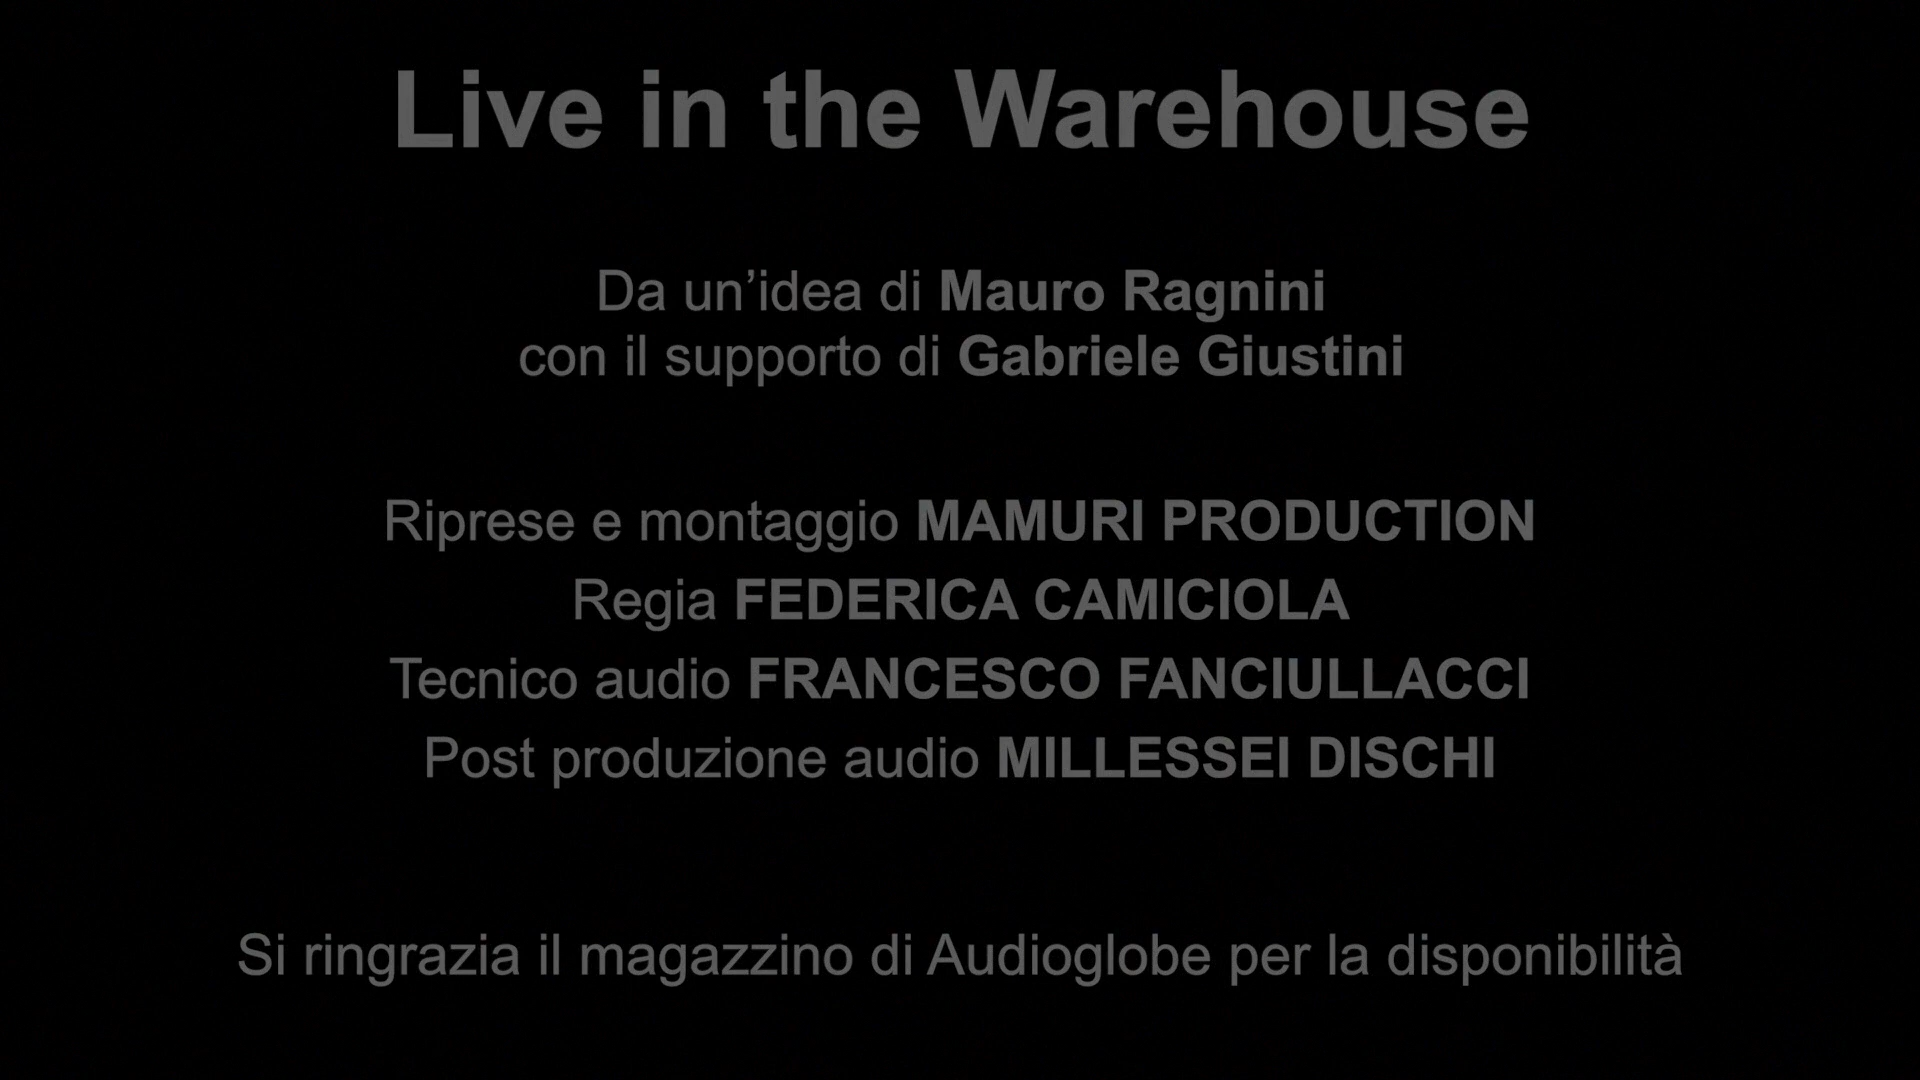 Live in the Warehouse
Da un’idea di Mauro Ragnini
con il supporto di Gabriele Giustini
Riprese e montaggio MAMURI PRODUCTION
Regia FEDERICA CAMICIOLA
Tecnico audio FRANCESCO FANCIULLACCI
Post produzione audio MILLESSEI DISCHI
Si ringrazia il magazzino di Audioglobe per la disponibilità